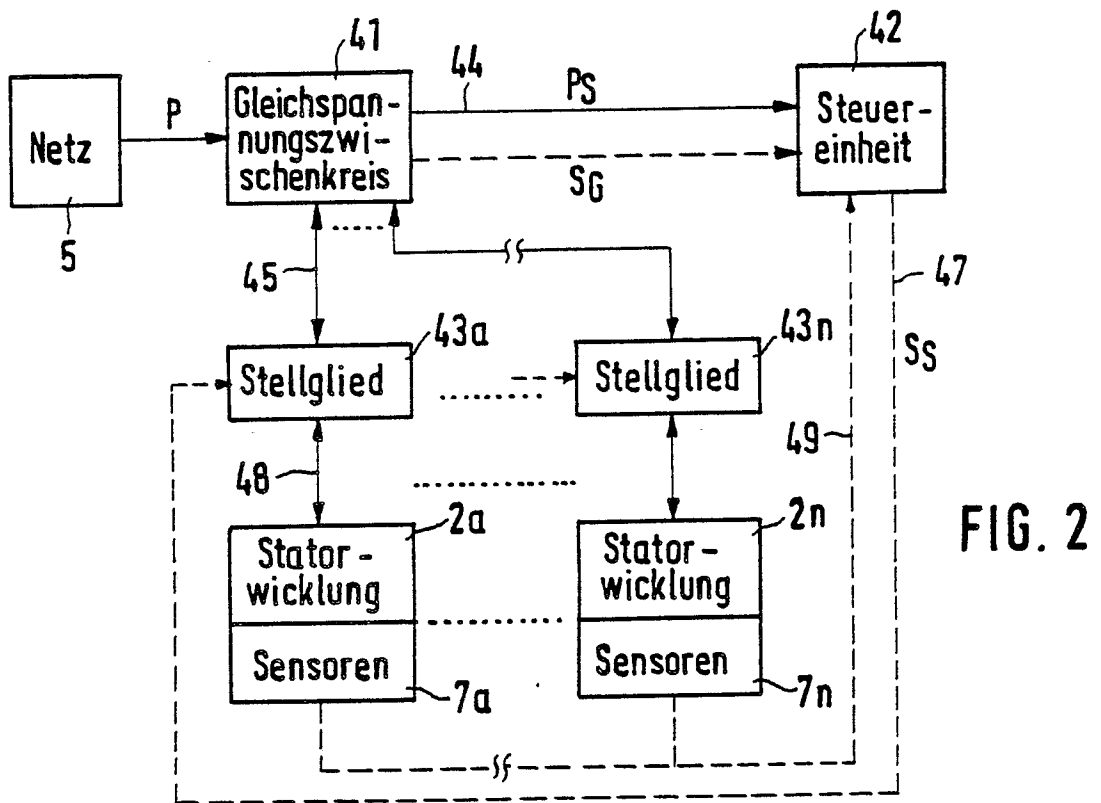 41
42
44
Netz
P
Gleichspan-
nungszwi-
schenkreis
PS
SG
Steuer-
einheit
5
45
47
43a
43n
SS
Stellglied
Stellglied
49
48
2a
2n
FIG. 2
Stator-
wicklung
Stator-
wicklung
Sensoren
Sensoren
7a
7n